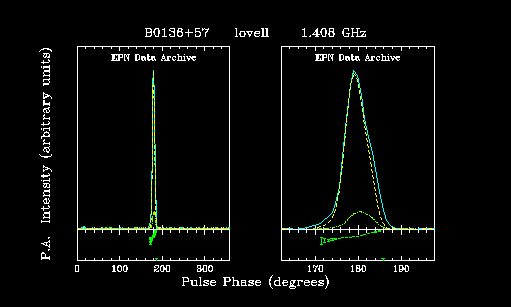 B0136+57 lovell 1.408 GHz
EPN Data Archive EPN Data Archive
P.A. Intensity (arbitrary units)
0 100 200 300 170 180 190
Pulse Phase (degrees)